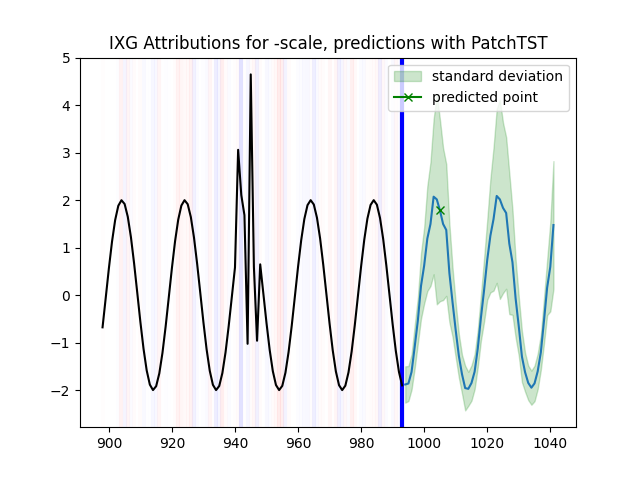 IXG Attributions for -scale, predictions with PatchTST
5
4
3
2
1
0
−1
−2
standard deviation
predicted point
900 920 940 960 980 1000 1020 1040